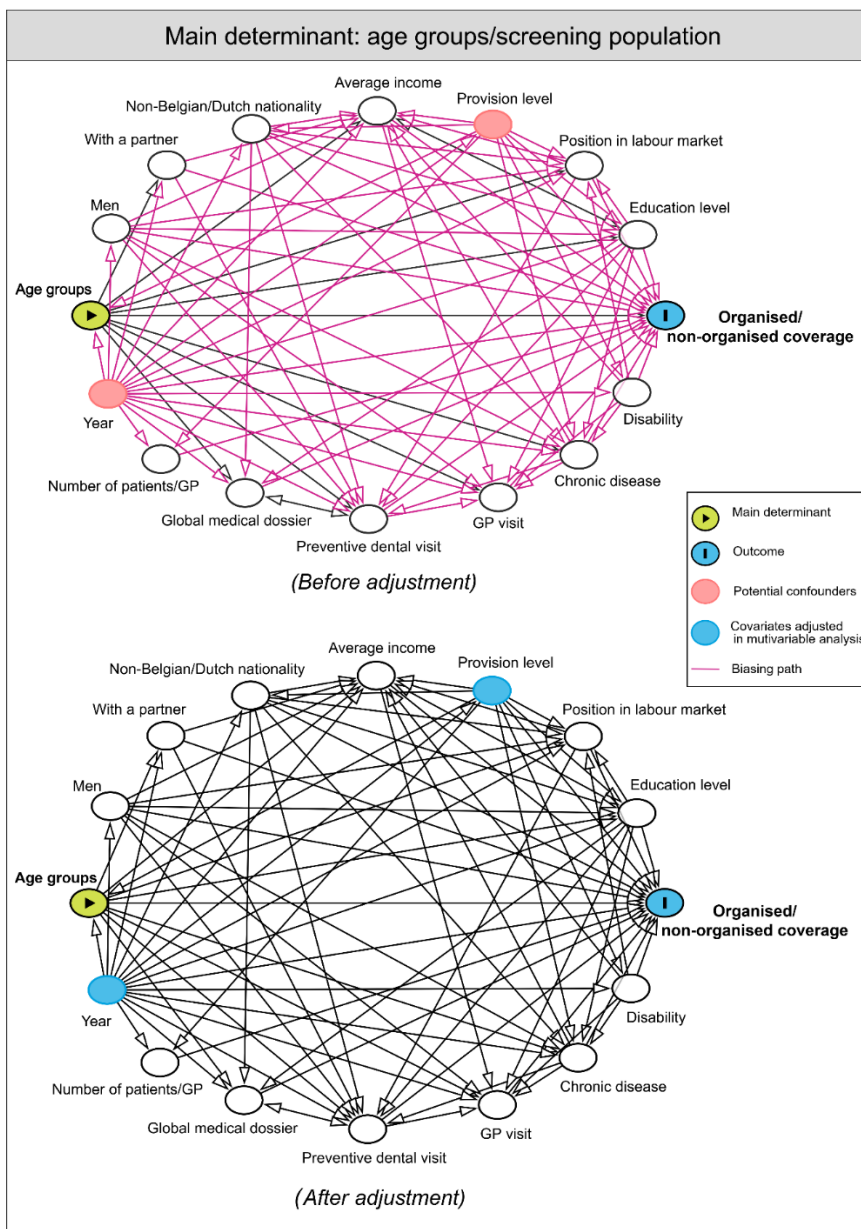 Main determinant: age groups/screening population
Average income
Provision level
Non-Belgian/Dutch nationality
Position in labour market
With a partner
Education level
Men
Age groups
Organised/
non-organised coverage
Year
Disability
Number of patients/GP
Chronic disease
Global medical dossier
GP visit
Preventive dental visit
(Before adjustment)
Main determinant
Outcome
Potential confounders
Covariates adjusted
in mutivariable analysis
Biasing path
Average income
Provision level
Non-Belgian/Dutch nationality
Position in labour market
With a partner
Education level
Men
Age groups
Organised/
non-organised coverage
Year
Disability
Number of patients/GP
Chronic disease
Global medical dossier
GP visit
Preventive dental visit
(After adjustment)